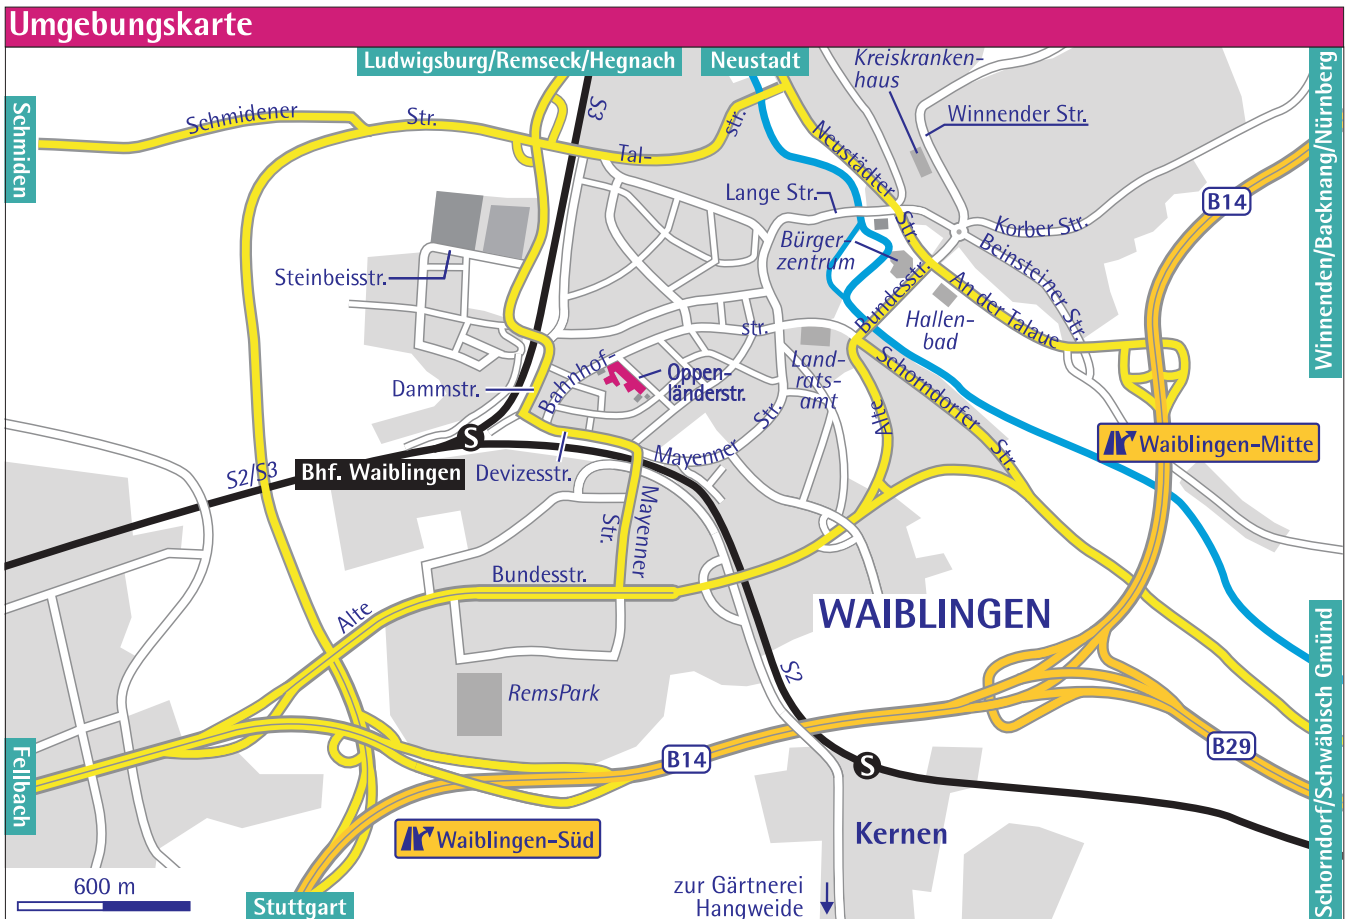 Umgebungskarte
Ludwigsburg/Remseck/Hegnach
Neustadt
Kreiskranken-
haus
Winnender Str.
Schmiden
Schmidener
Str.
S3
Tal-
str.
Neustädter
Str.
Lange Str.
Bürger-
zentrum
Korber Str.
Beinsteiner Str.
B14
Winnenden/Backnang/Nürnberg
Steinbeisstr.
Bundesstr.
An der Talaue
Hallen-
bad
Bahnhof-
str.
Oppen-
länderstr.
Land-
rats-
amt
Schorndorfer
Str.
Dammstr.
Alte
Mayenner
Str.
Waiblingen-Mitte
S
S2/S3
Bhf. Waiblingen
Devizesstr.
Mayenner
Str.
Bundesstr.
Alte
WAIBLINGEN
S2
RemsPark
B14
B29
S
Fellbach
Waiblingen-Süd
Kernen
Schorndorf/Schwäbisch Gmünd
600 m
Stuttgart
zur Gärtnerei
Hangweide